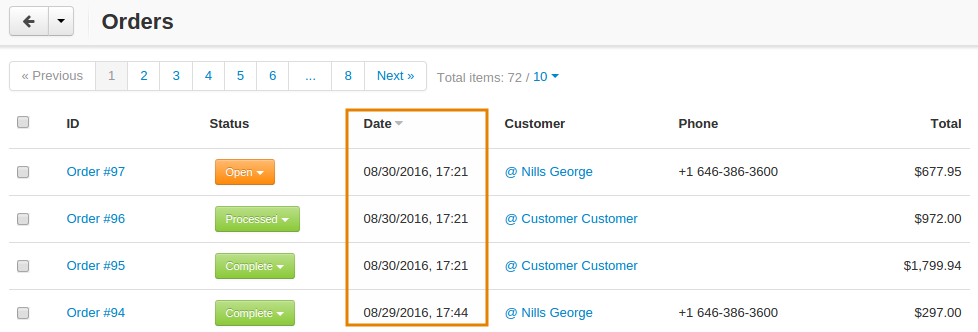 Orders
« Previous 1 2 3 4 5 6 ... 8 Next » Total items: 72 / 10
ID Status Date Customer Phone Total
Order #97 Open 08/30/2016, 17:21 @ Nills George +1 646-386-3600 $677.95
Order #96 Processed 08/30/2016, 17:21 @ Customer Customer $972.00
Order #95 Complete 08/30/2016, 17:21 @ Customer Customer $1,799.94
Order #94 Complete 08/29/2016, 17:44 @ Nills George +1 646-386-3600 $297.00